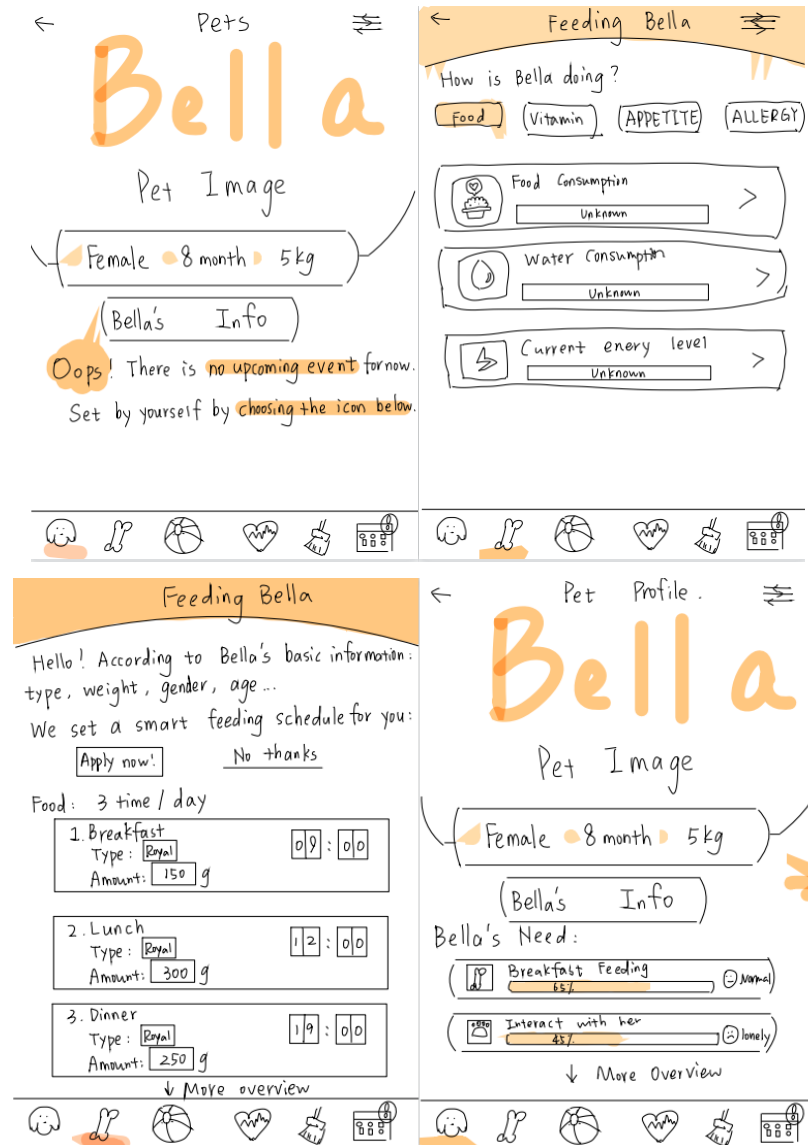 Pets
Bella
Pet Image
Female 8 month 5kg
Bella's Info
Oops! There is no upcoming event for now.
Set by yourself by choosing the icon below.
Feeding Bella
How is Bella doing?
Food Vitamin APPETITE ALLERGY
Food Consumption
Unknown
Water Consumption
Unknown
Current enery level
Unknown
Feeding Bella
Hello! According to Bella's basic information:
type, weight, gender, age...
We set a smart feeding schedule for you:
Apply now! No thanks
Food: 3 time / day
1. Breakfast
09:00
Type: Royal
Amount: 150 g
2. Lunch
12:00
Type: Royal
Amount: 300 g
3. Dinner
19:00
Type: Royal
Amount: 250 g
↓ More overview
Pet Profile.
Bella
Pet Image
Female 8 month 5kg
Bella's Info
Bella's Need:
Breakfast Feeding
65% Normal
Interact with her
45% lonely
↓ More Overview